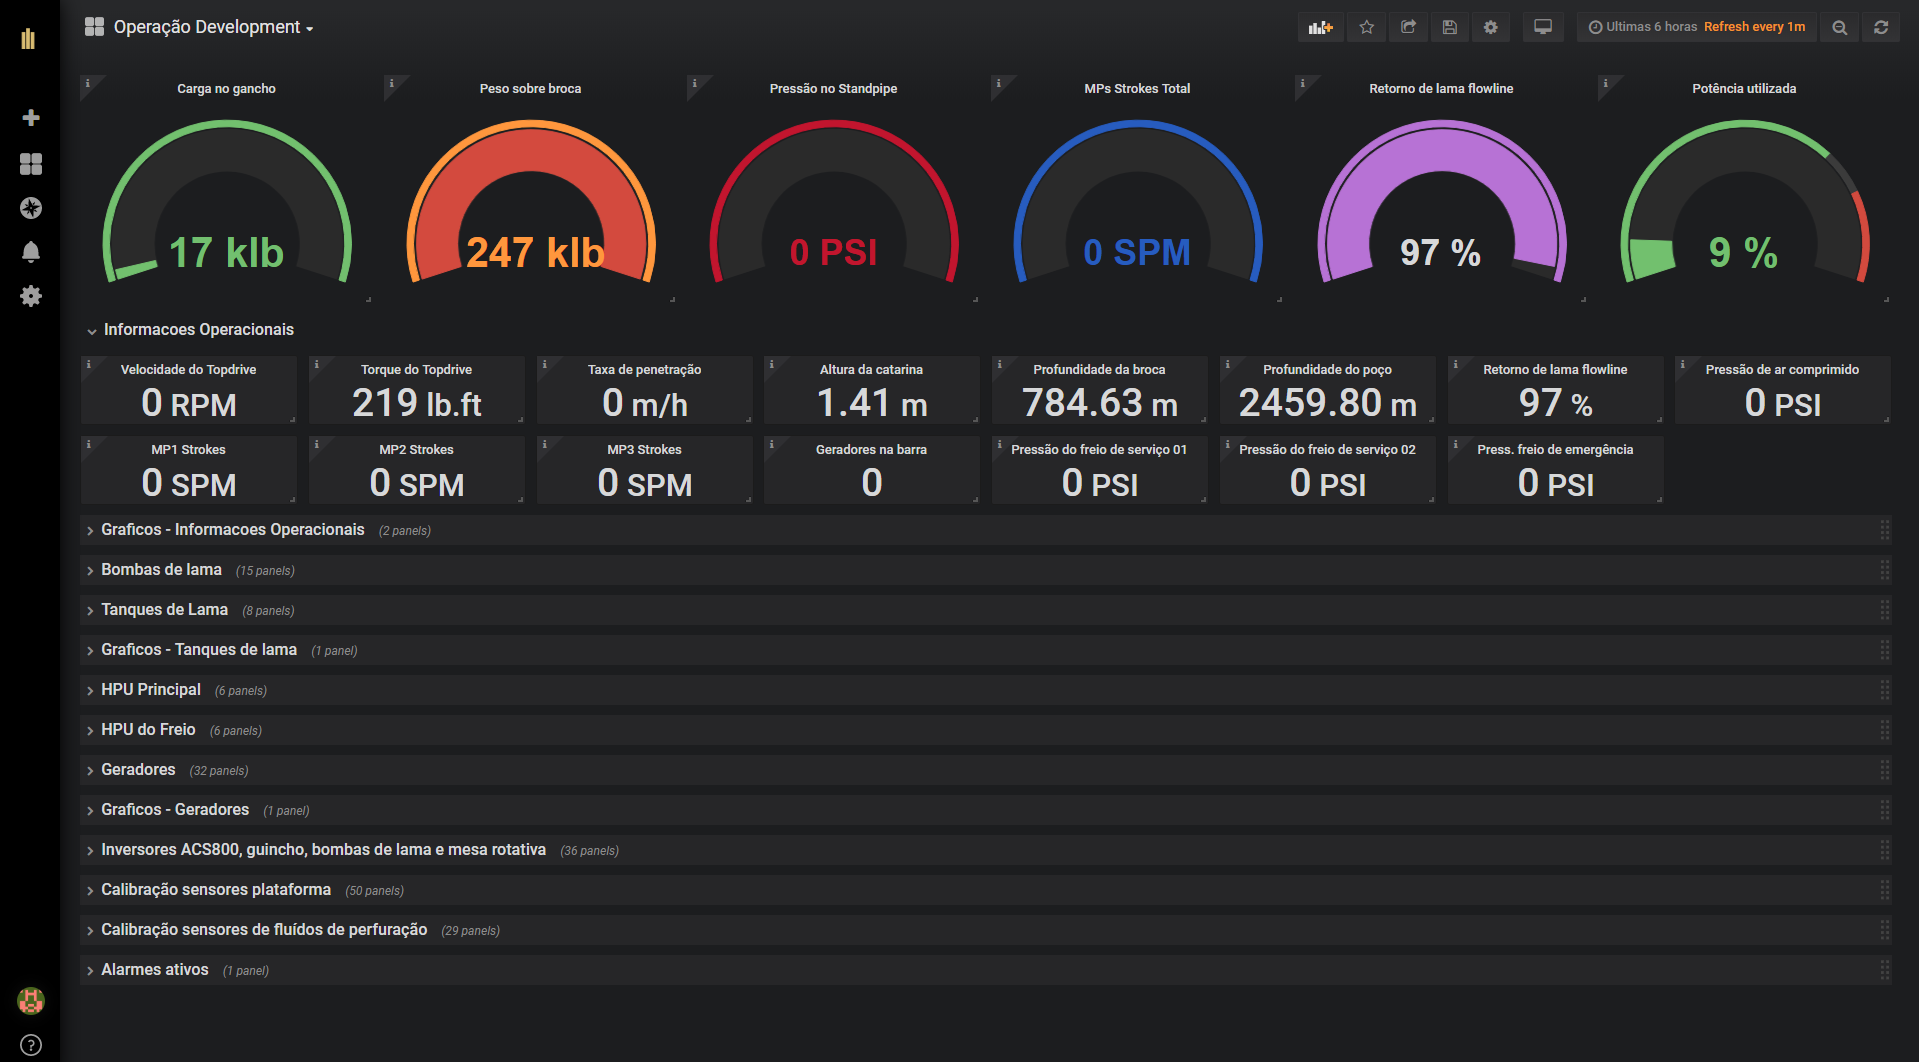 Operação Development
Ultimas 6 horas Refresh every 1m
Carga no gancho
17 klb
Peso sobre broca
247 klb
Pressão no Standpipe
0 PSI
MPs Strokes Total
0 SPM
Retorno de lama flowline
97 %
Potência utilizada
9 %
Informacoes Operacionais
Velocidade do Topdrive
0 RPM
Torque do Topdrive
219 lb.ft
Taxa de penetração
0 m/h
Altura da catarina
1.41 m
Profundidade da broca
784.63 m
Profundidade do poço
2459.80 m
Retorno de lama flowline
97 %
Pressão de ar comprimido
0 PSI
MP1 Strokes
0 SPM
MP2 Strokes
0 SPM
MP3 Strokes
0 SPM
Geradores na barra
0
Pressão do freio de serviço 01
0 PSI
Pressão do freio de serviço 02
0 PSI
Press. freio de emergência
0 PSI
Graficos - Informacoes Operacionais (2 panels)
Bombas de lama (15 panels)
Tanques de Lama (8 panels)
Graficos - Tanques de lama (1 panel)
HPU Principal (6 panels)
HPU do Freio (6 panels)
Geradores (32 panels)
Graficos - Geradores (1 panel)
Inversores ACS800, guincho, bombas de lama e mesa rotativa (36 panels)
Calibração sensores plataforma (50 panels)
Calibração sensores de fluídos de perfuração (29 panels)
Alarmes ativos (1 panel)